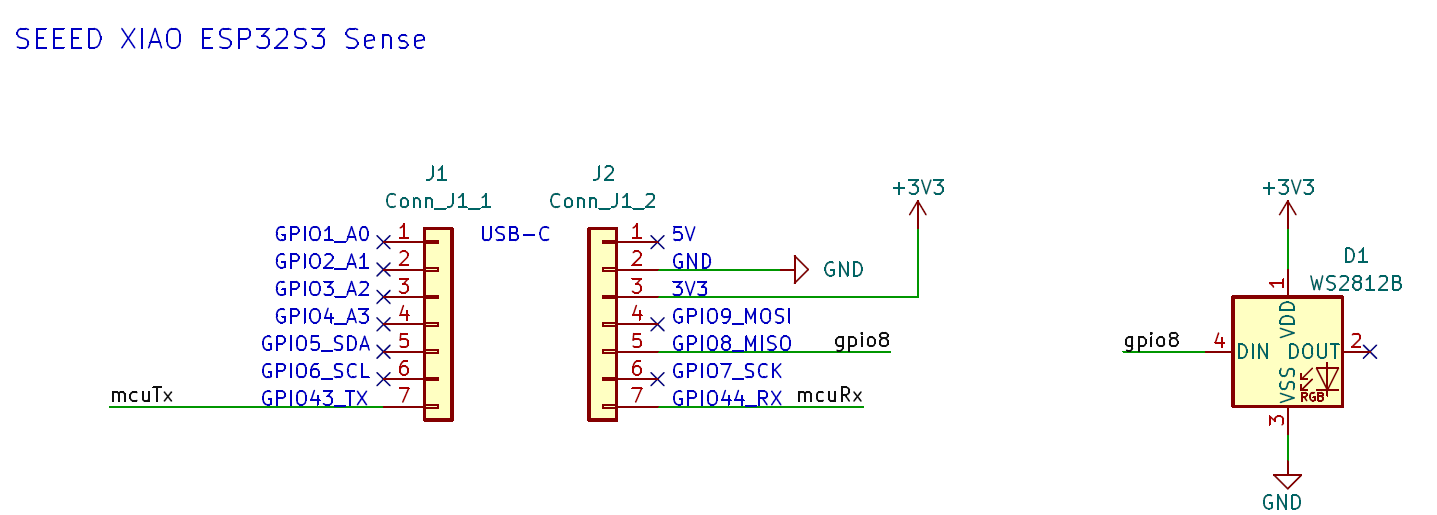 SEEED XIAO ESP32S3 Sense
J1
Conn_J1_1
GPIO1_A0 1
GPIO2_A1 2
GPIO3_A2 3
GPIO4_A3 4
GPIO5_SDA 5
GPIO6_SCL 6
mcuTx GPIO43_TX 7
USB-C
J2
Conn_J1_2
1 5V
2 GND GND
3 3V3
4 GPIO9_MOSI
5 GPIO8_MISO gpio8
6 GPIO7_SCK
7 GPIO44_RX mcuRx
+3V3
+3V3
D1
WS2812B
1
VDD
gpio8 4 DIN DOUT 2
VSS
RGB
3
GND